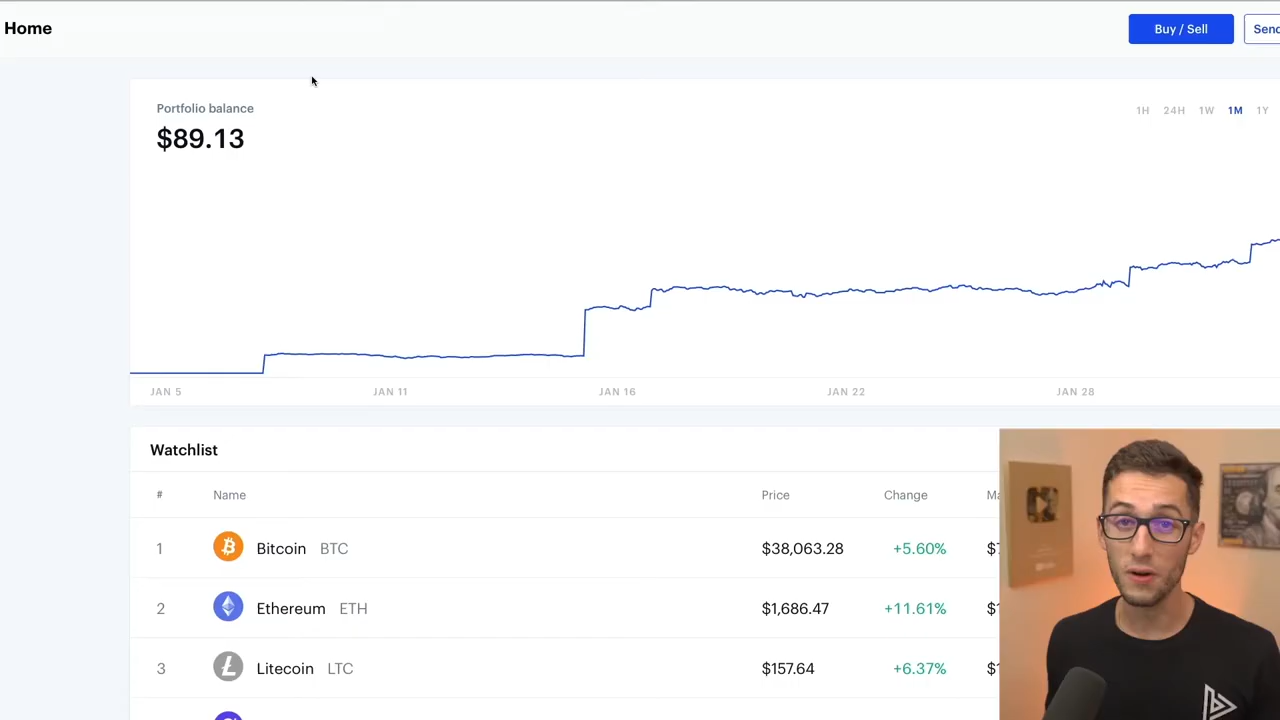 Home
Buy / Sell
Send
Portfolio balance
$89.13
1H 24H 1W 1M 1Y
JAN 5 JAN 11 JAN 16 JAN 22 JAN 28
Watchlist
# Name Price Change
1 Bitcoin BTC $38,063.28 +5.60%
2 Ethereum ETH $1,686.47 +11.61%
3 Litecoin LTC $157.64 +6.37%